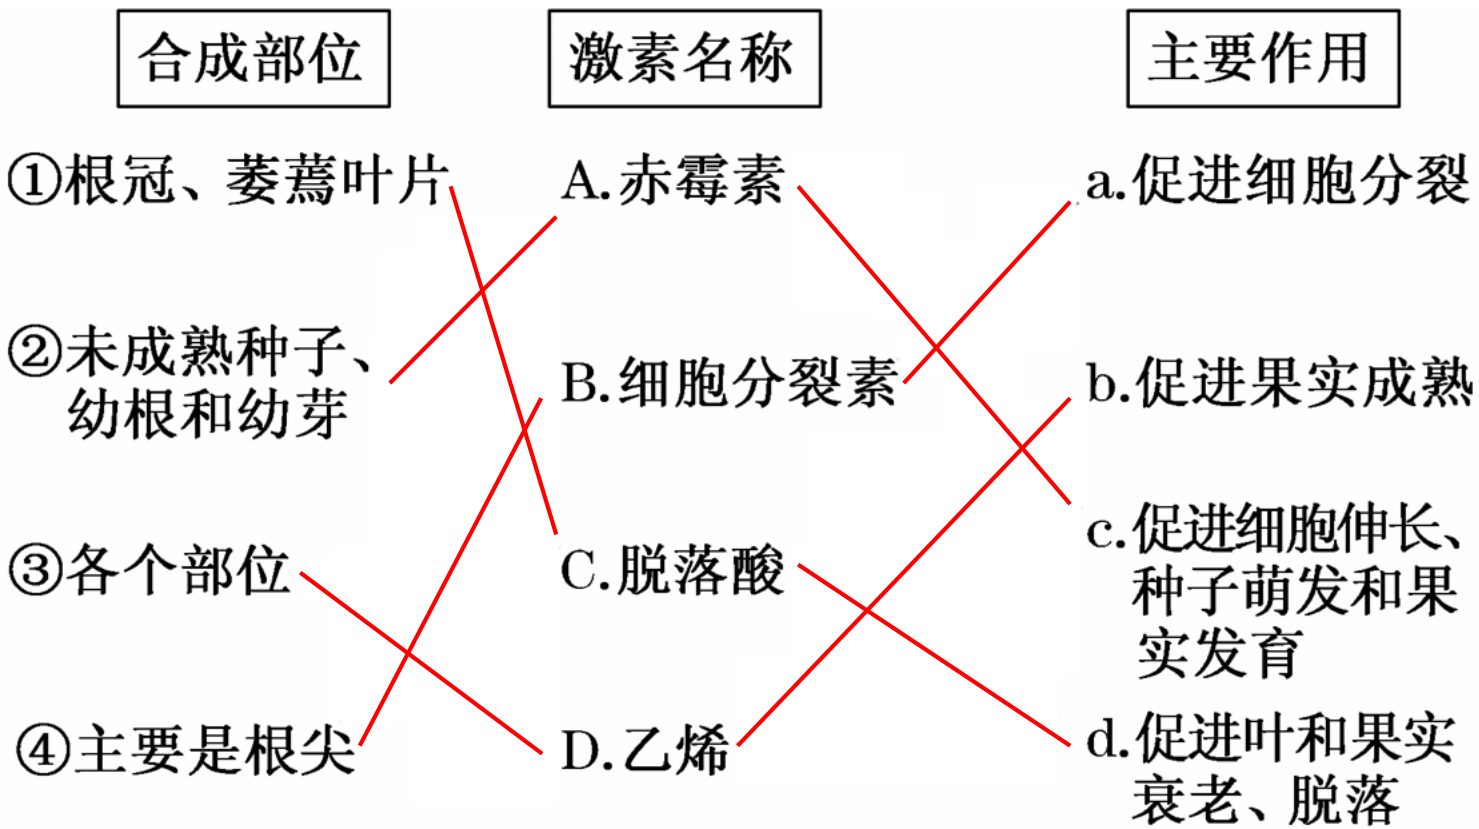 合成部位 激素名称 主要作用
①根冠、萎蔫叶片 A.赤霉素 a.促进细胞分裂
②未成熟种子、
幼根和幼芽 B.细胞分裂素 b.促进果实成熟
③各个部位 C.脱落酸 c.促进细胞伸长、
种子萌发和果
实发育
④主要是根尖 D.乙烯 d.促进叶和果实
衰老、脱落